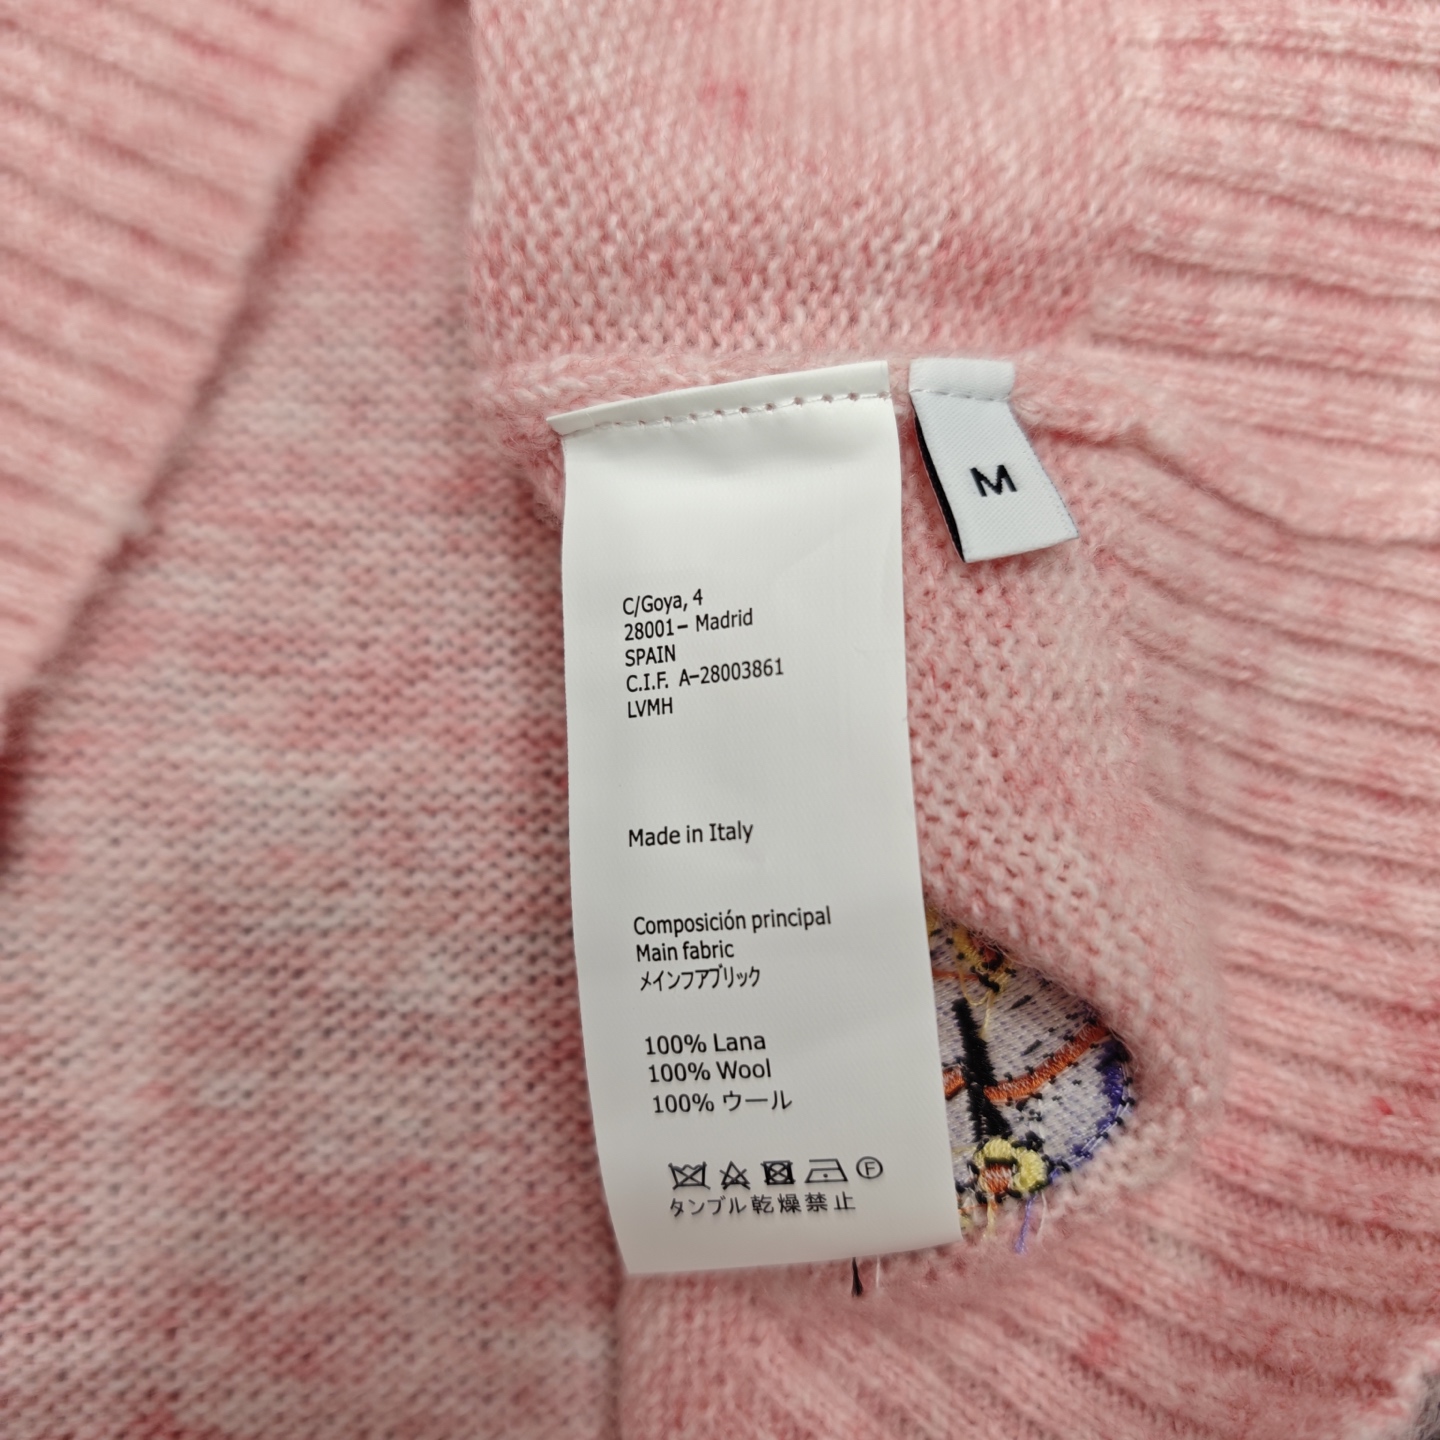 M
C/Goya, 4
28001– Madrid
SPAIN
C.I.F. A–28003861
LVMH
Made in Italy
Composición principal
Main fabric
メインフアブリック
100% Lana
100% Wool
100% ウール
F
タンブル乾燥禁止